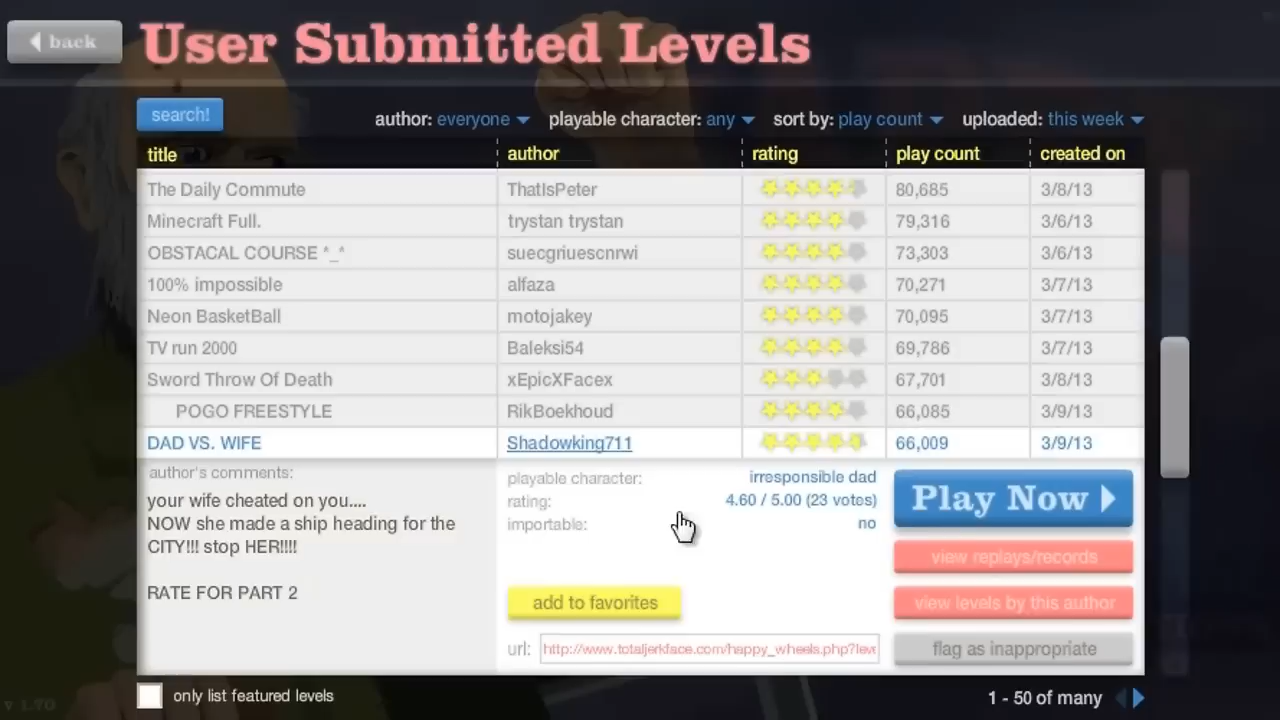 back
User Submitted Levels
search!
author: everyone playable character: any sort by: play count uploaded: this week
title author rating play count created on
The Daily Commute ThatIsPeter 80,685 3/8/13
Minecraft Full. trystan trystan 79,316 3/6/13
OBSTACAL COURSE *_* suecgriuescnrwi 73,303 3/6/13
100% impossible alfaza 70,271 3/7/13
Neon BasketBall motojakey 70,095 3/7/13
TV run 2000 Baleksi54 69,786 3/7/13
Sword Throw Of Death xEpicXFacex 67,701 3/8/13
POGO FREESTYLE RikBoekhoud 66,085 3/9/13
DAD VS. WIFE Shadowking711 66,009 3/9/13
author's comments:
your wife cheated on you....
NOW she made a ship heading for the
CITY!!! stop HER!!!!
RATE FOR PART 2
playable character: irresponsible dad
rating: 4.60 / 5.00 (23 votes)
importable: no
add to favorites
url: http://www.totaljerkface.com/happy_wheels.php?leve
Play Now
view replays/records
view levels by this author
flag as inappropriate
only list featured levels
1 - 50 of many
v 1.70